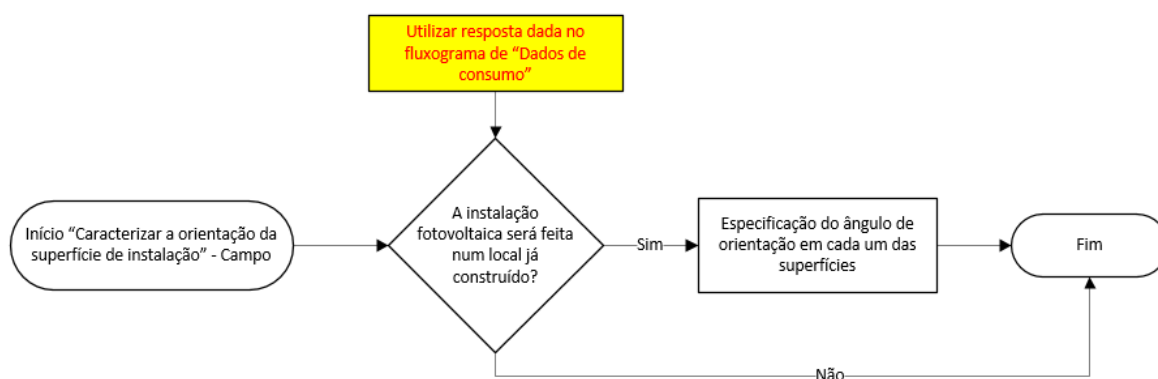 Utilizar resposta dada no
fluxograma de “Dados de
consumo”
A instalação
fotovoltaica será feita
num local já
construído?
Início “Caracterizar a orientação da
superfície de instalação” - Campo
Sim
Especificação do ângulo de
orientação em cada um das
superfícies
Fim
Não